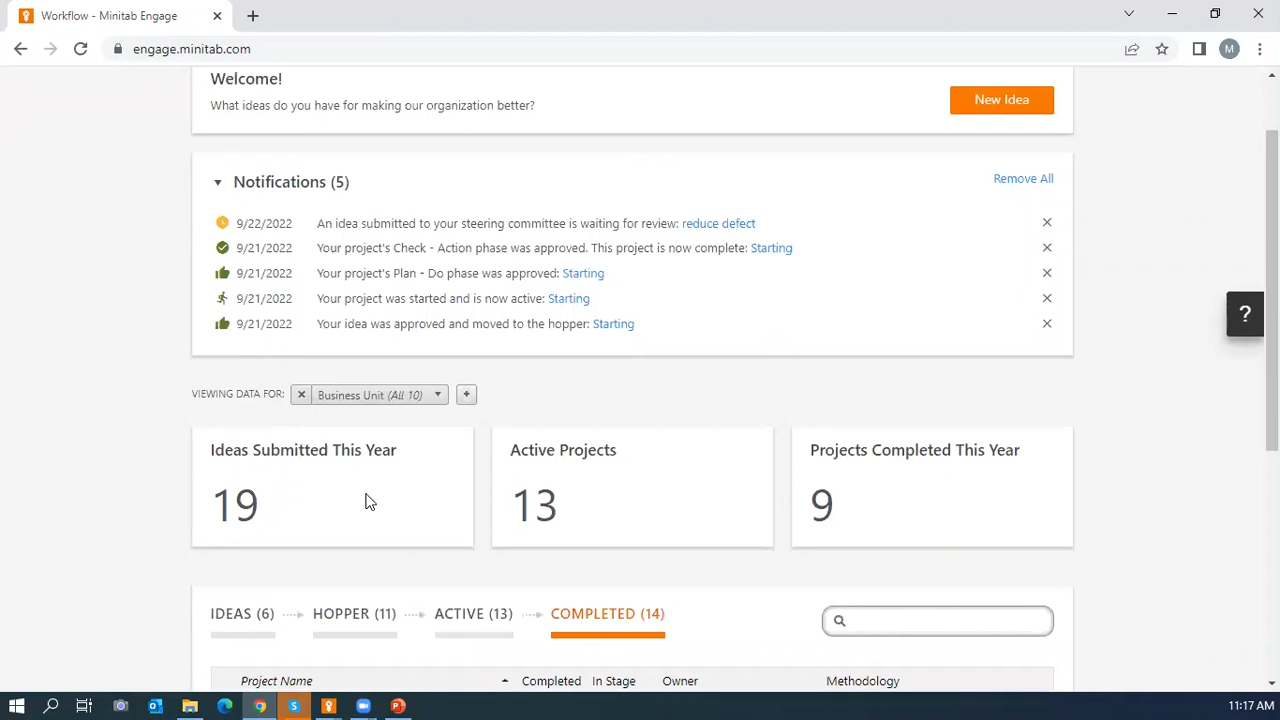 Workflow - Minitab Engage
engage.minitab.com
M
Welcome!
What ideas do you have for making our organization better?
New Idea
Notifications (5)
Remove All
9/22/2022 An idea submitted to your steering committee is waiting for review: reduce defect
9/21/2022 Your project's Check - Action phase was approved. This project is now complete: Starting
9/21/2022 Your project's Plan - Do phase was approved: Starting
9/21/2022 Your project was started and is now active: Starting
9/21/2022 Your idea was approved and moved to the hopper: Starting
?
VIEWING DATA FOR: Business Unit (All 10)
Ideas Submitted This Year
19
Active Projects
13
Projects Completed This Year
9
IDEAS (6) HOPPER (11) ACTIVE (13) COMPLETED (14)
Project Name Completed In Stage Owner Methodology
11:17 AM